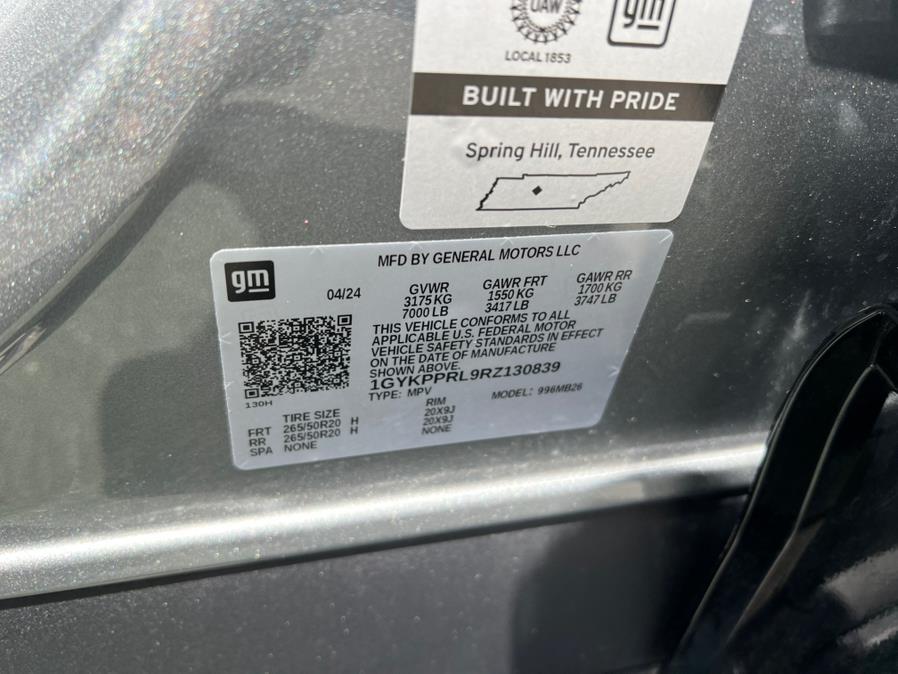 UAW
gm
LOCAL 1853
BUILT WITH PRIDE
Spring Hill, Tennessee
gm
MFD BY GENERAL MOTORS LLC
04/24 GVWR GAWR FRT GAWR RR
3175 KG 1550 KG 1700 KG
7000 LB 3417 LB 3747 LB
THIS VEHICLE CONFORMS TO ALL
APPLICABLE U.S. FEDERAL MOTOR
VEHICLE SAFETY STANDARDS IN EFFECT
ON THE DATE OF MANUFACTURE
SHOWN ABOVE.
1GYKPPRL9RZ130839
TYPE: MPV MODEL: 996MB26
130H
TIRE SIZE RIM
FRT 265/50R20 H 20X9J
RR 265/50R20 H 20X9J
SPA NONE NONE